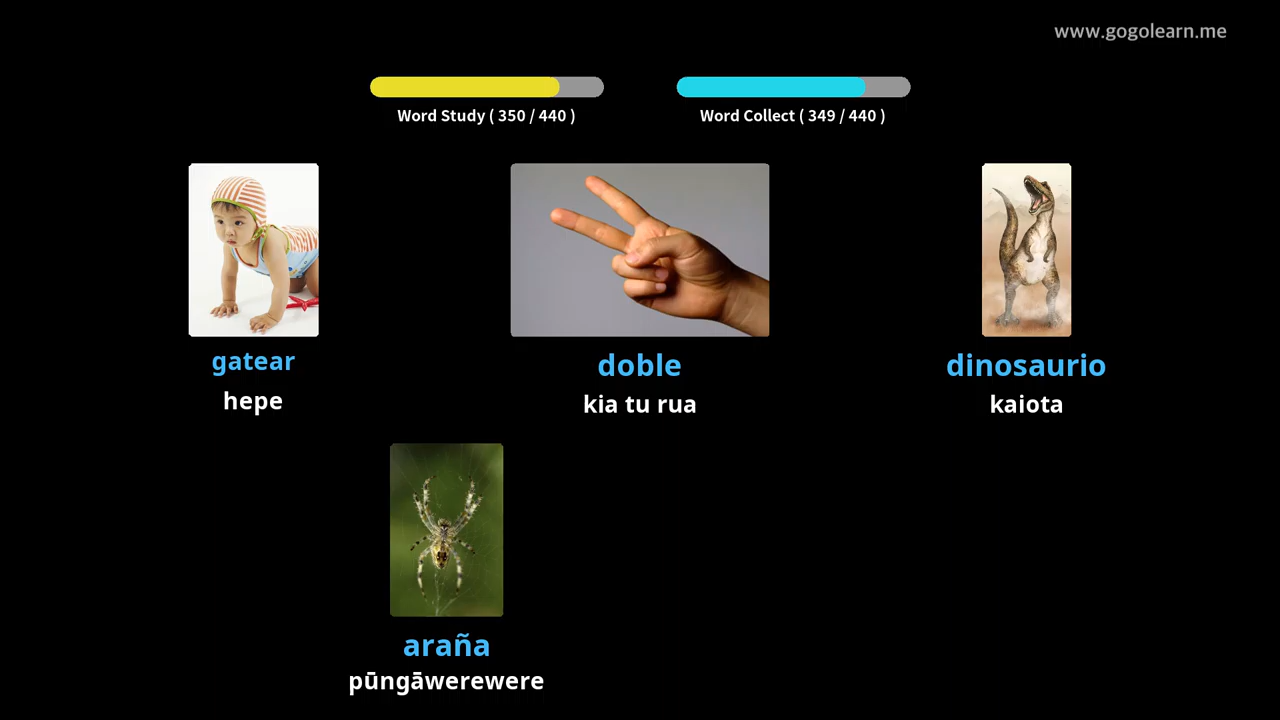 www.gogolearn.me
Word Study ( 350 / 440 )
Word Collect ( 349 / 440 )
gatear
hepe
doble
kia tu rua
dinosaurio
kaiota
araña
pūngāwerewere